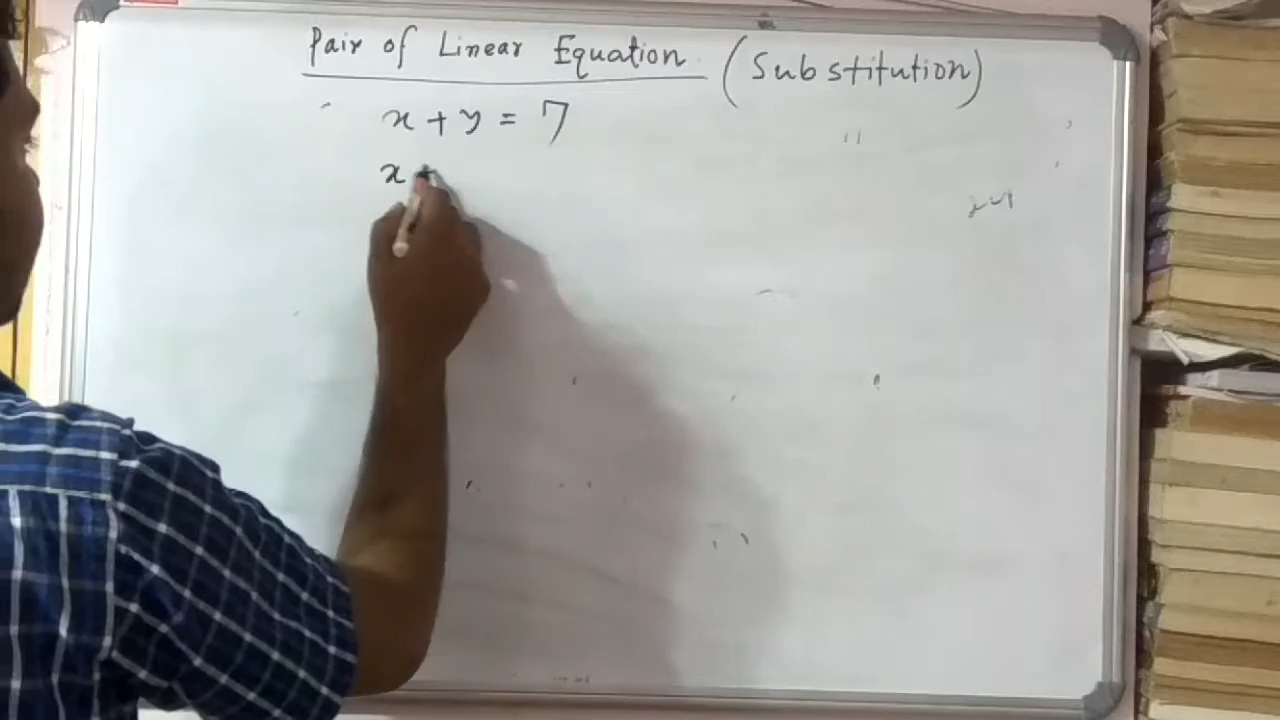 Pair of Linear Equation (Substitution)
x + y = 7
x